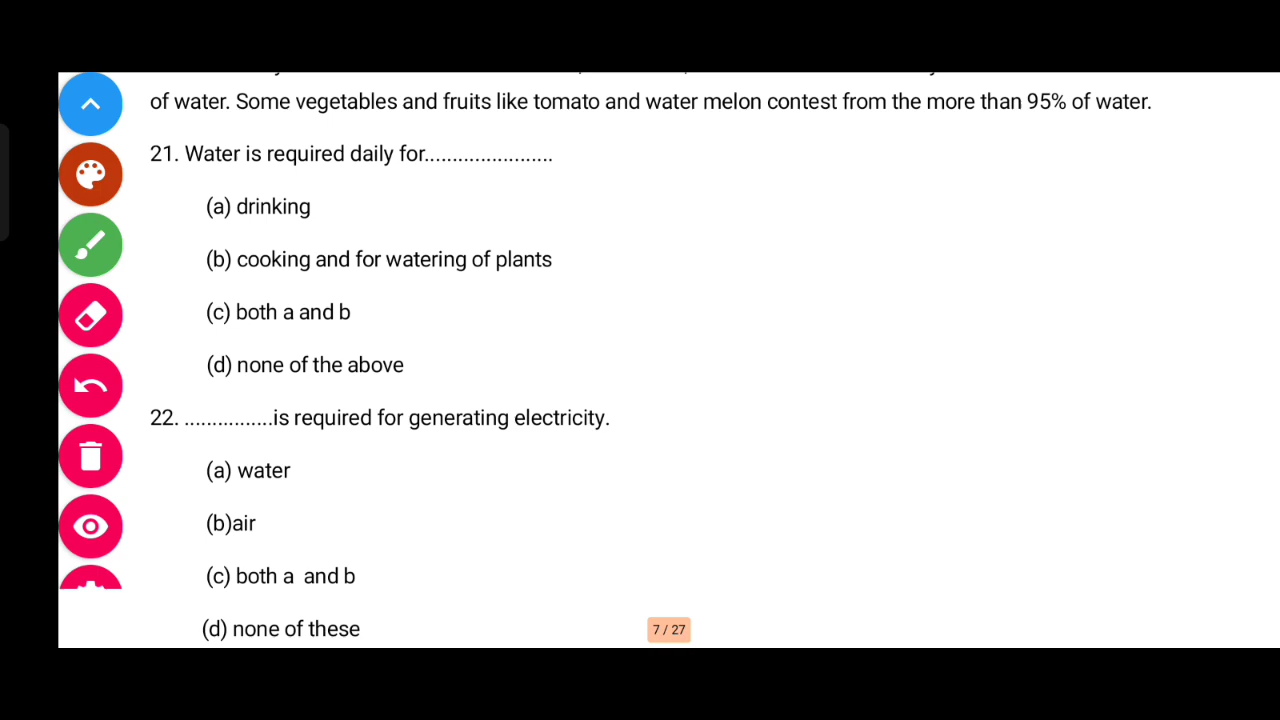 of water. Some vegetables and fruits like tomato and water melon contest from the more than 95% of water.
21. Water is required daily for.......................
(a) drinking
(b) cooking and for watering of plants
(c) both a and b
(d) none of the above
22. ................is required for generating electricity.
(a) water
(b)air
(c) both a  and b
(d) none of these
7 / 27